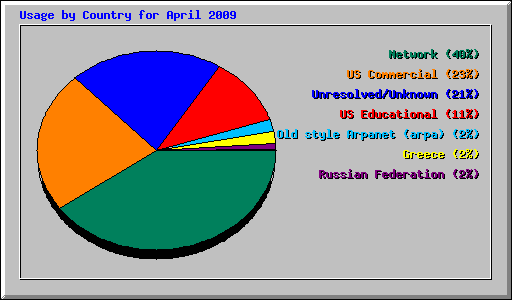 Usage by Country for April 2009
Network (40%)
US Commercial (23%)
Unresolved/Unknown (21%)
US Educational (11%)
Old style Arpanet (arpa) (2%)
Greece (2%)
Russian Federation (2%)